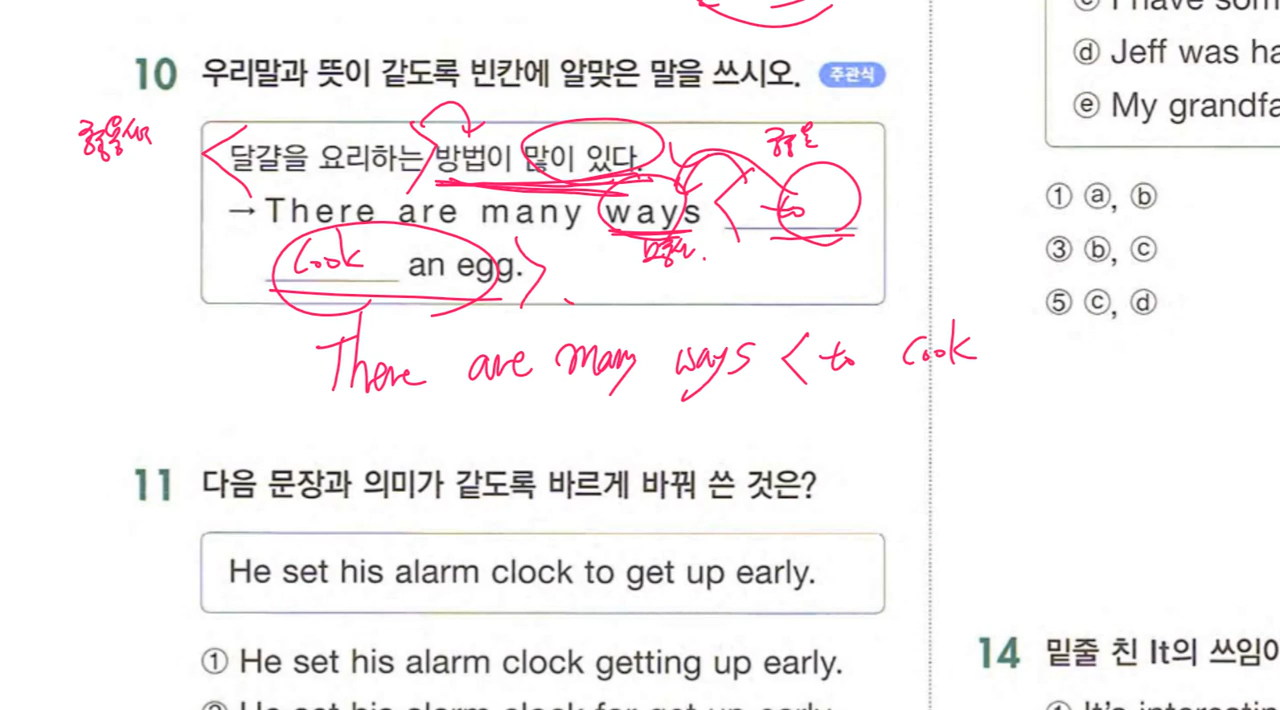 10 우리말과 뜻이 같도록 빈칸에 알맞은 말을 쓰시오. 주관식
달걀을 요리하는 방법이 많이 있다.
→ There are many ways to
cook an egg.
There are many ways < to cook
11 다음 문장과 의미가 같도록 바르게 바꿔 쓴 것은?
He set his alarm clock to get up early.
① He set his alarm clock getting up early.
ⓓ Jeff was ha
ⓔ My grandfa
① ⓐ, ⓑ
③ ⓑ, ⓒ
⑤ ⓒ, ⓓ
14 밑줄 친 It의 쓰임이